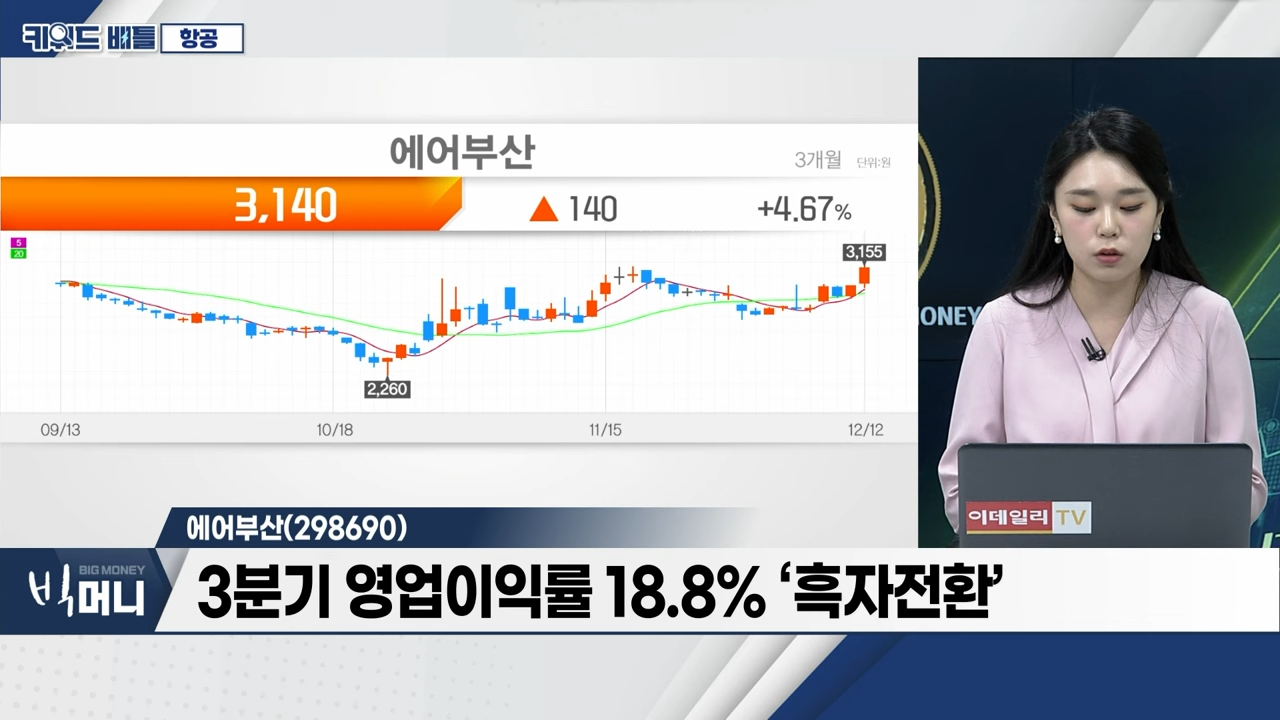 키워드 배틀 항공
에어부산
3개월 단위:원
3,140 ▲ 140 +4.67%
5
20
3,155
2,260
09/13 10/18 11/15 12/12
MONEY
이데일리 TV
에어부산(298690)
BIG MONEY
빅머니
3분기 영업이익률 18.8% ‘흑자전환’